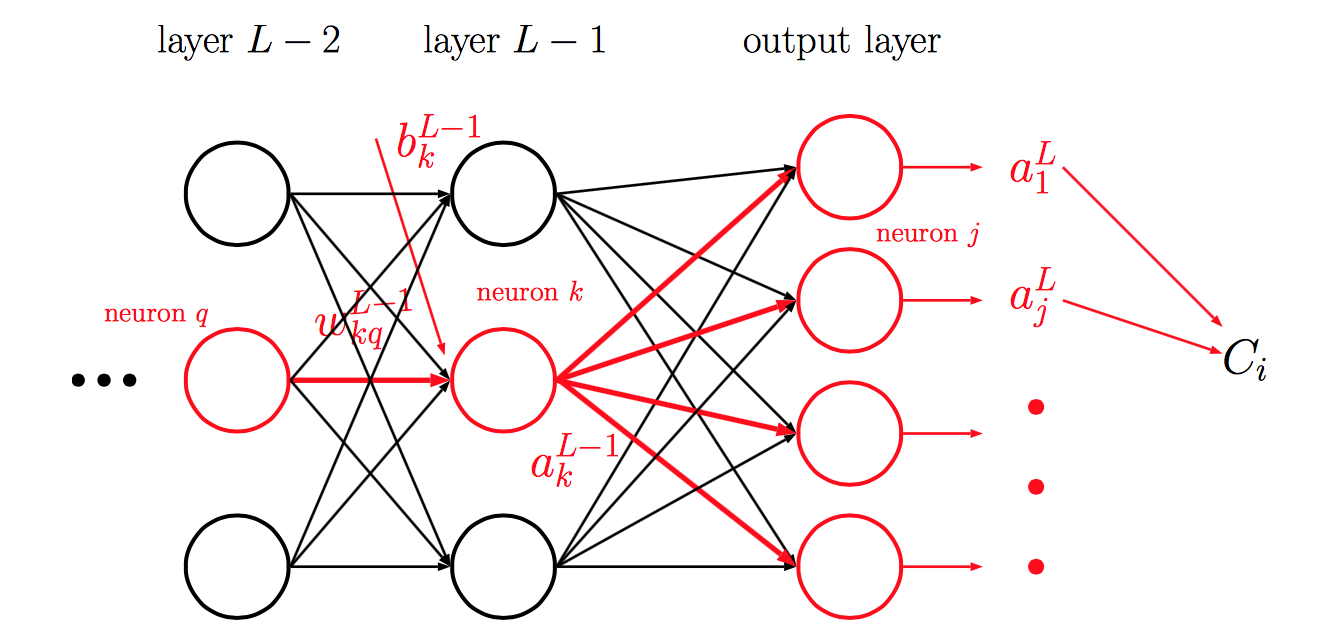 layer L − 2 layer L − 1 output layer
b_k^{L−1}
a_1^L
neuron j
neuron k
a_j^L
neuron q
w_{kq}^{L−1}
C_i
a_k^{L−1}